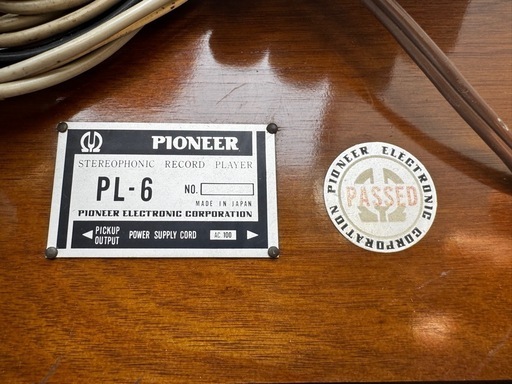 PIONEER
STEREOPHONIC RECORD PLAYER
PL-6 NO.
MADE IN JAPAN
PIONEER ELECTRONIC CORPORATION
PICKUP OUTPUT POWER SUPPLY CORD AC 100
PIONEER ELECTRONIC CORPORATION
PASSED